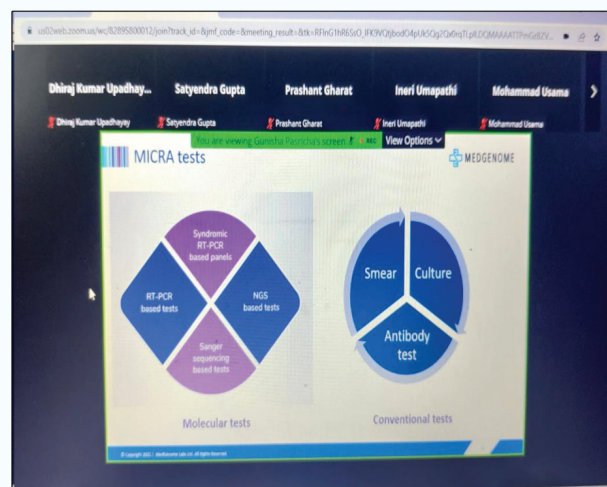 Dhiraj Kumar Upadhay... Satyendra Gupta Prashant Gharat Ineri Umapathi Mohammad Usama
Dhiraj Kumar Upadhayay Satyendra Gupta Prashant Gharat Ineri Umapathi Mohammad Usama
You are viewing Gunisha Pasricha's screen REC View Options
MICRA tests
MEDGENOME
Syndromic
RT-PCR
based panels
RT-PCR
based tests
NGS
based tests
Sanger
sequencing
based tests
Smear
Culture
Antibody
test
Molecular tests
Conventional tests